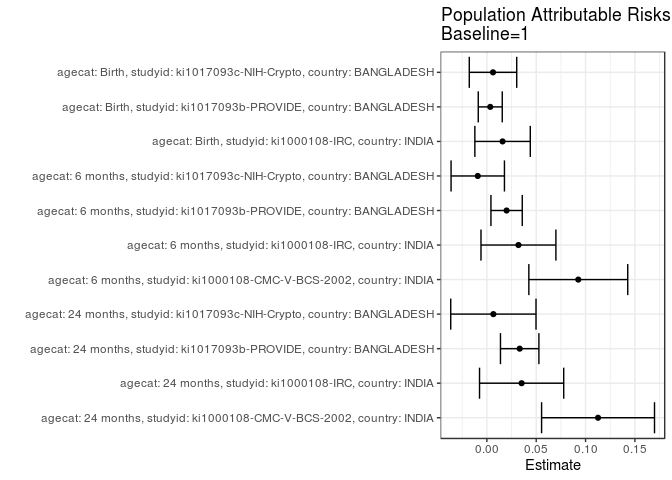 Population Attributable Risks
Baseline=1
agecat: Birth, studyid: ki1017093c-NIH-Crypto, country: BANGLADESH
agecat: Birth, studyid: ki1017093b-PROVIDE, country: BANGLADESH
agecat: Birth, studyid: ki1000108-IRC, country: INDIA
agecat: 6 months, studyid: ki1017093c-NIH-Crypto, country: BANGLADESH
agecat: 6 months, studyid: ki1017093b-PROVIDE, country: BANGLADESH
agecat: 6 months, studyid: ki1000108-IRC, country: INDIA
agecat: 6 months, studyid: ki1000108-CMC-V-BCS-2002, country: INDIA
agecat: 24 months, studyid: ki1017093c-NIH-Crypto, country: BANGLADESH
agecat: 24 months, studyid: ki1017093b-PROVIDE, country: BANGLADESH
agecat: 24 months, studyid: ki1000108-IRC, country: INDIA
agecat: 24 months, studyid: ki1000108-CMC-V-BCS-2002, country: INDIA
0.00 0.05 0.10 0.15
Estimate